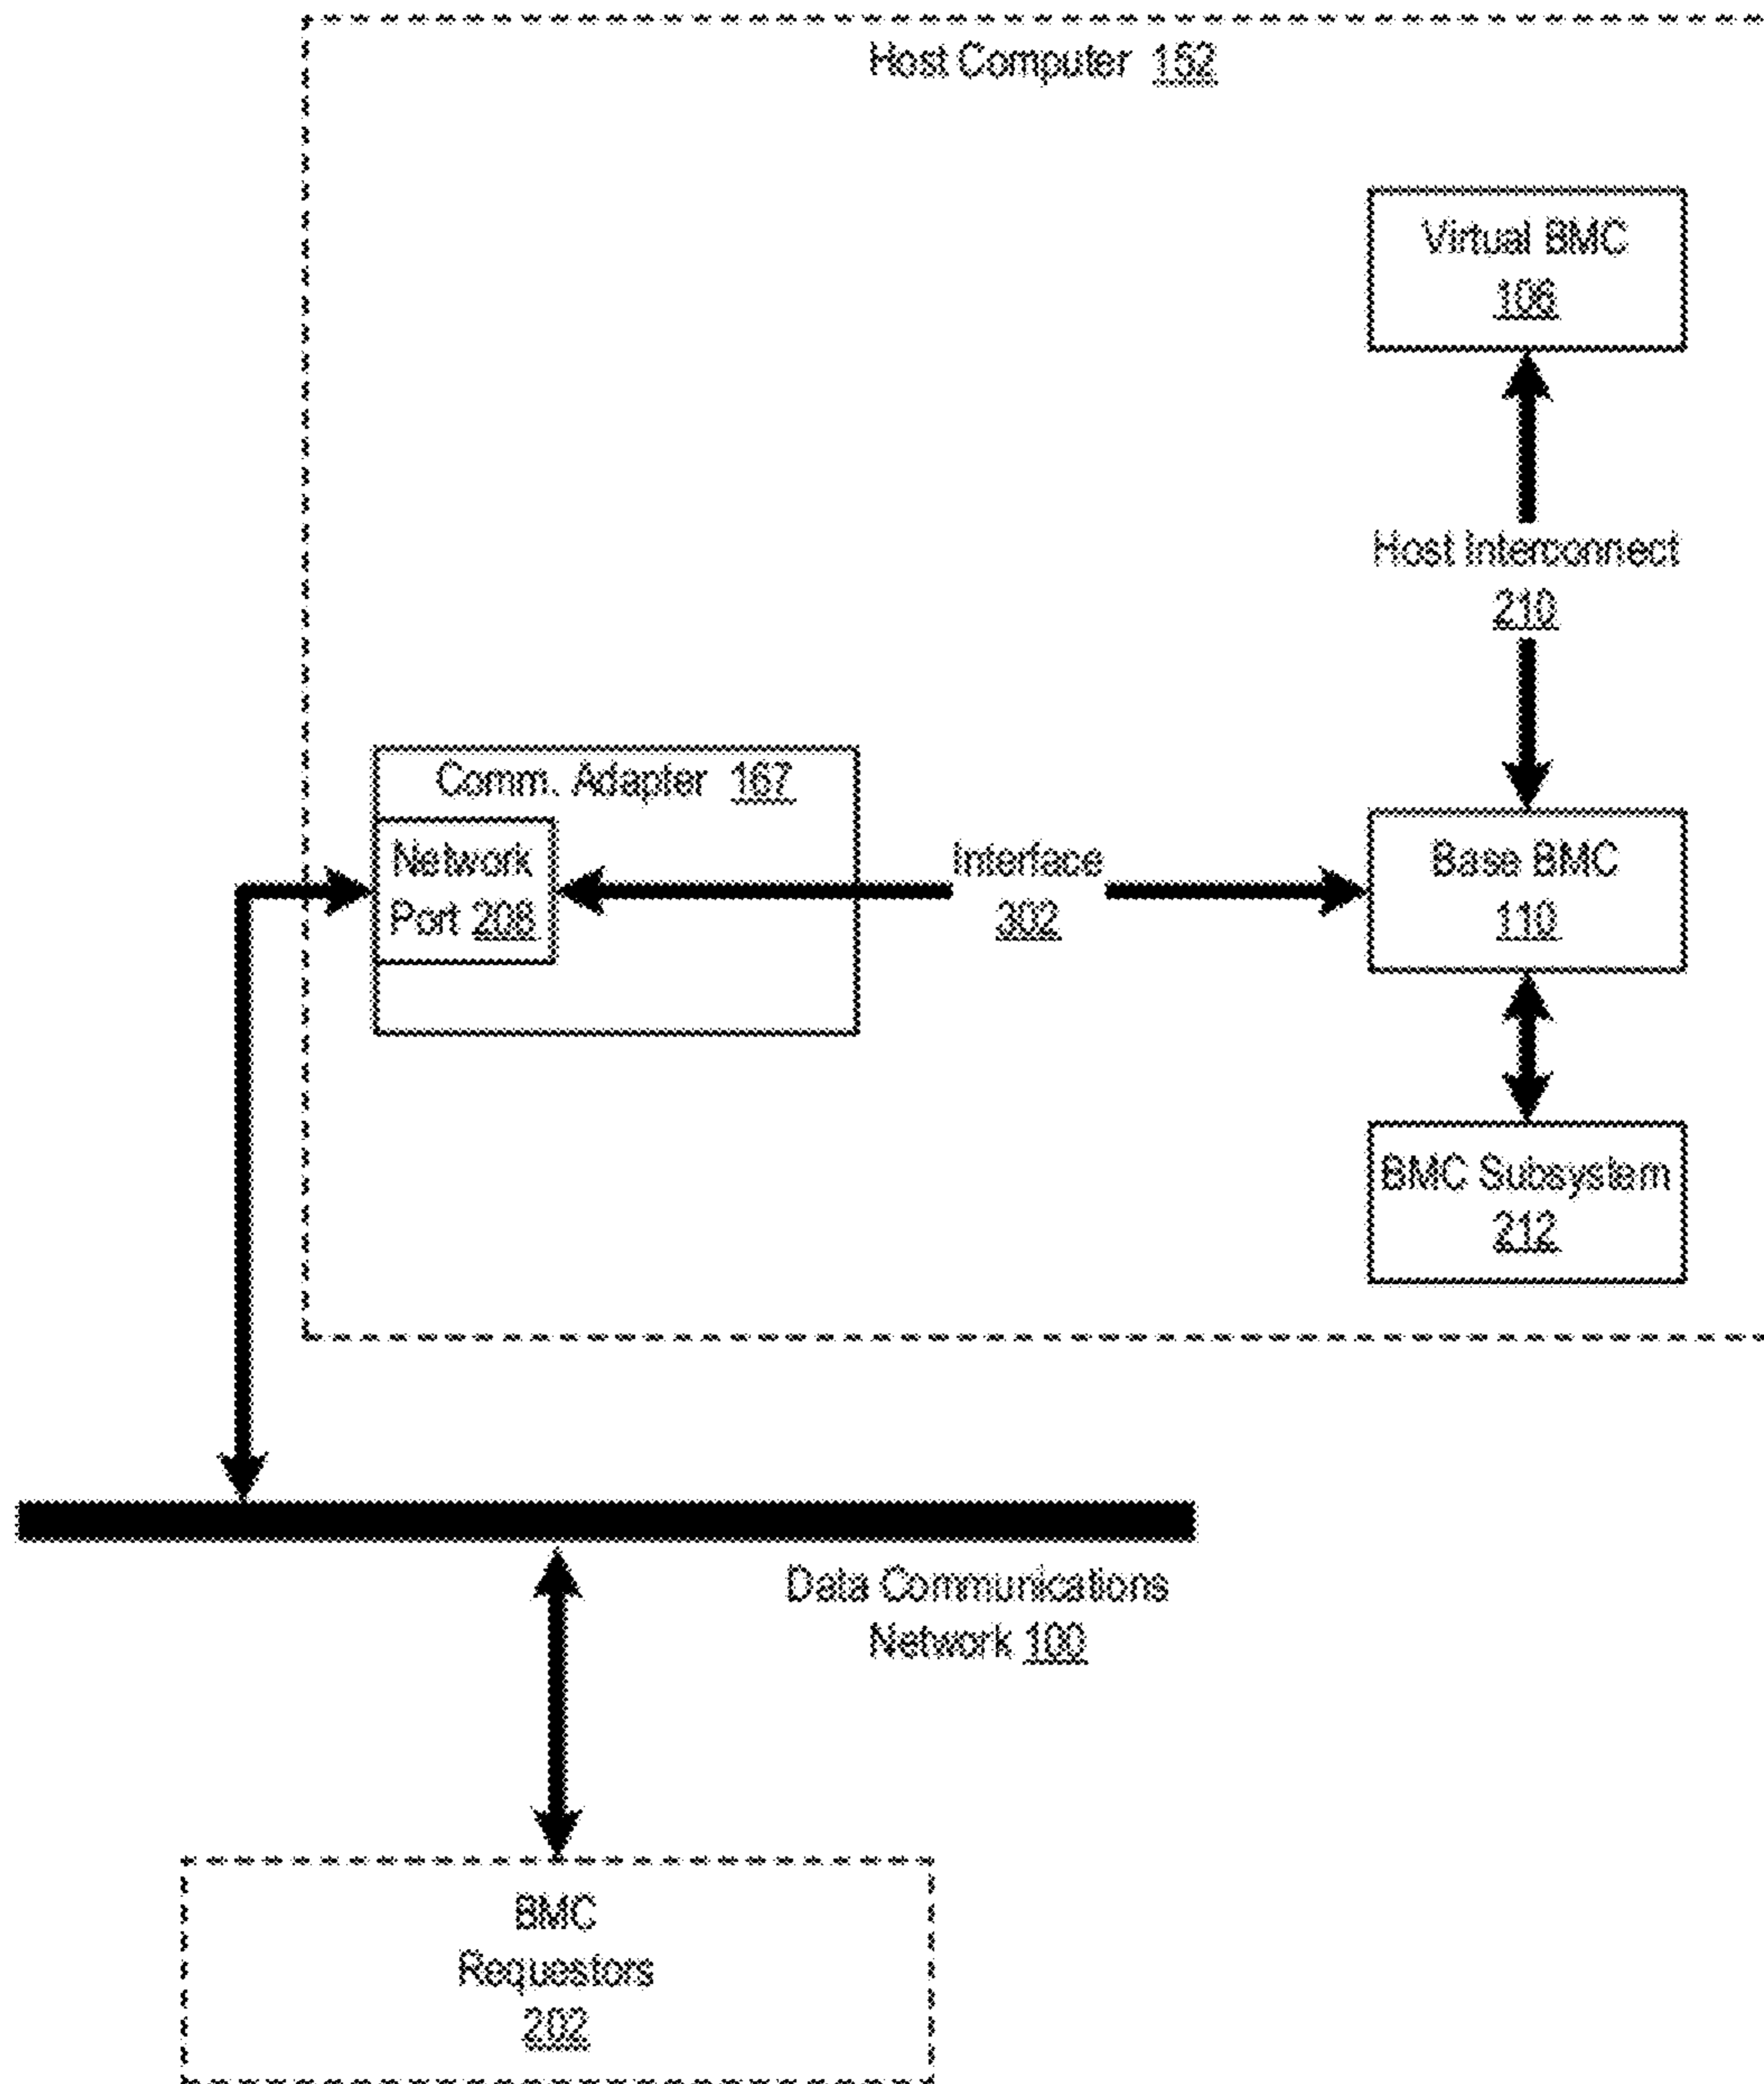 Host Computer 152
Virtual BMC
106
Host Interconnect
210
Comm. Adapter 167
Network
Port 208
Interface
302
Base BMC
110
BMC Subsystem
212
Data Communications
Network 100
BMC
Requestors
202